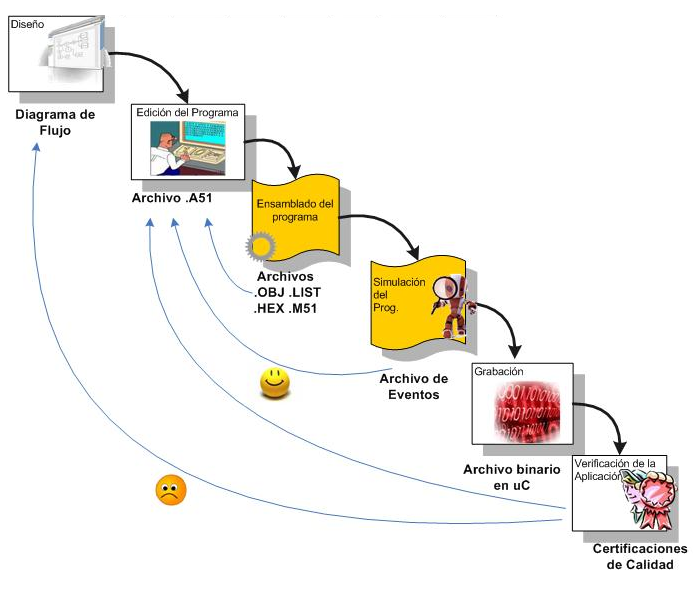 Diseño
Diagrama de
Flujo
Edición del Programa
Archivo .A51
Ensamblado del
programa
Archivos
.OBJ .LIST
.HEX .M51
Simulación
del
Prog.
Archivo de
Eventos
Grabación
Archivo binario
en uC
Verificación de la
Aplicación
Certificaciones
de Calidad